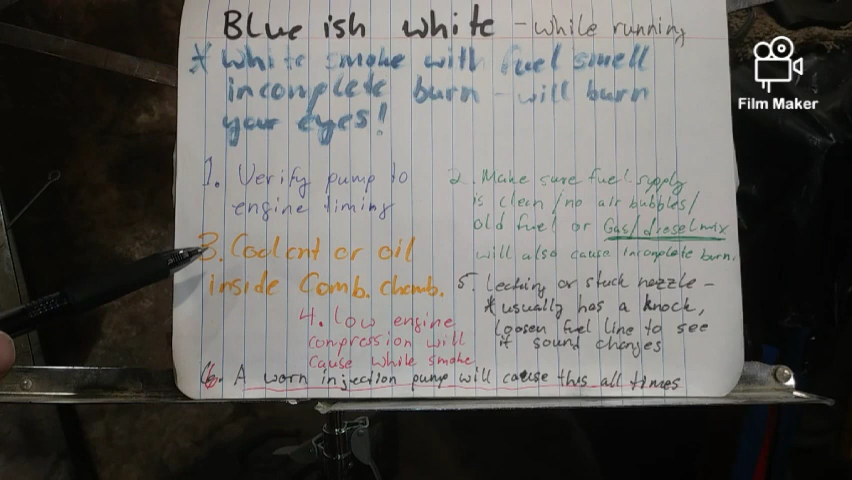 Blue ish white - while running
* White smoke with fuel smell
incomplete burn - will burn
your eyes!
1. Verify pump to
engine timing
2. Make sure fuel supply
is clean/no air bubbles/
old fuel or Gas/diesel mix
will also cause incomplete burn.
3. Coolent or oil
inside Comb. chamb.
4. low engine
compression will
cause while smoke
5. Leaking or stuck nozzle -
* usually has a knock,
loosen fuel line to see
if sound changes
6. A worn injection pump will cause this all times
Film Maker